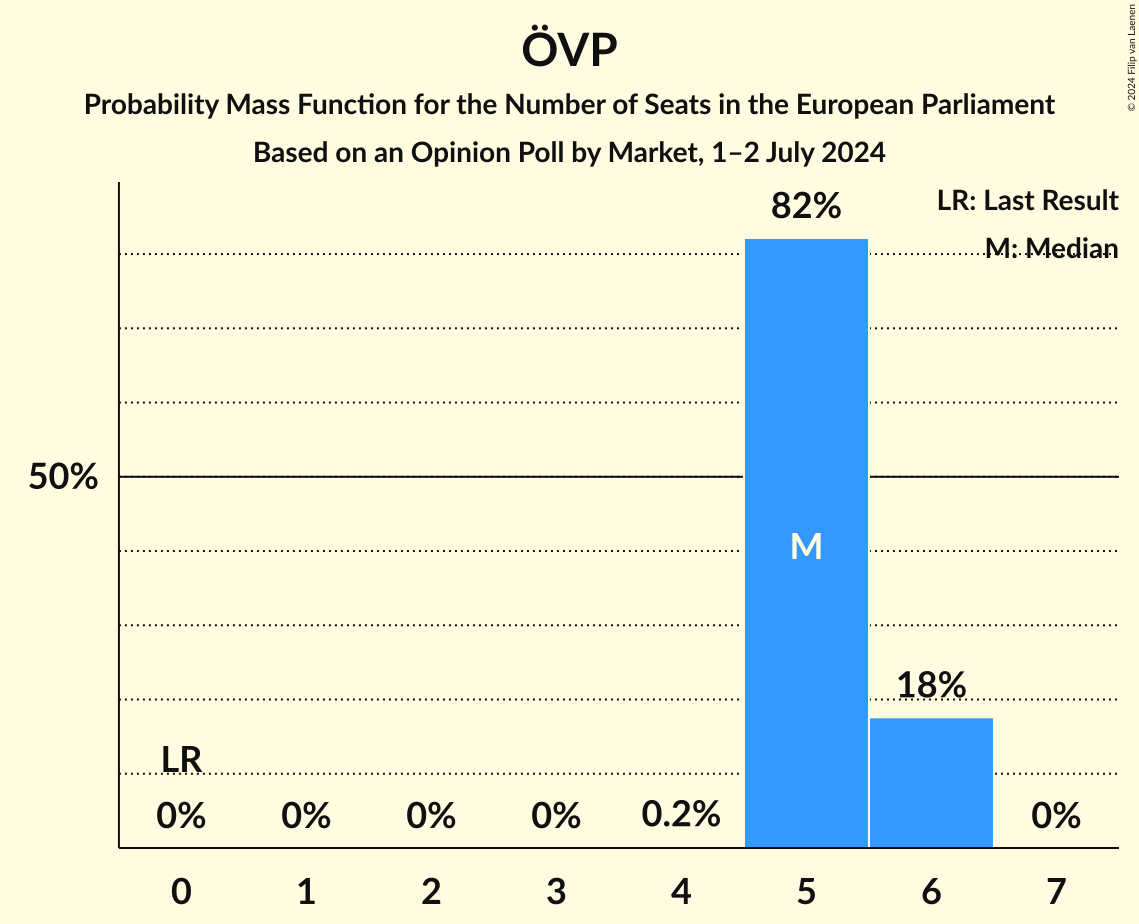 ÖVP
Probability Mass Function for the Number of Seats in the European Parliament
Based on an Opinion Poll by Market, 1–2 July 2024
© 2024 Filip van Laenen
LR: Last Result
M: Median
82%
50%
M
18%
LR
0% 0% 0% 0% 0.2% 0%
0 1 2 3 4 5 6 7